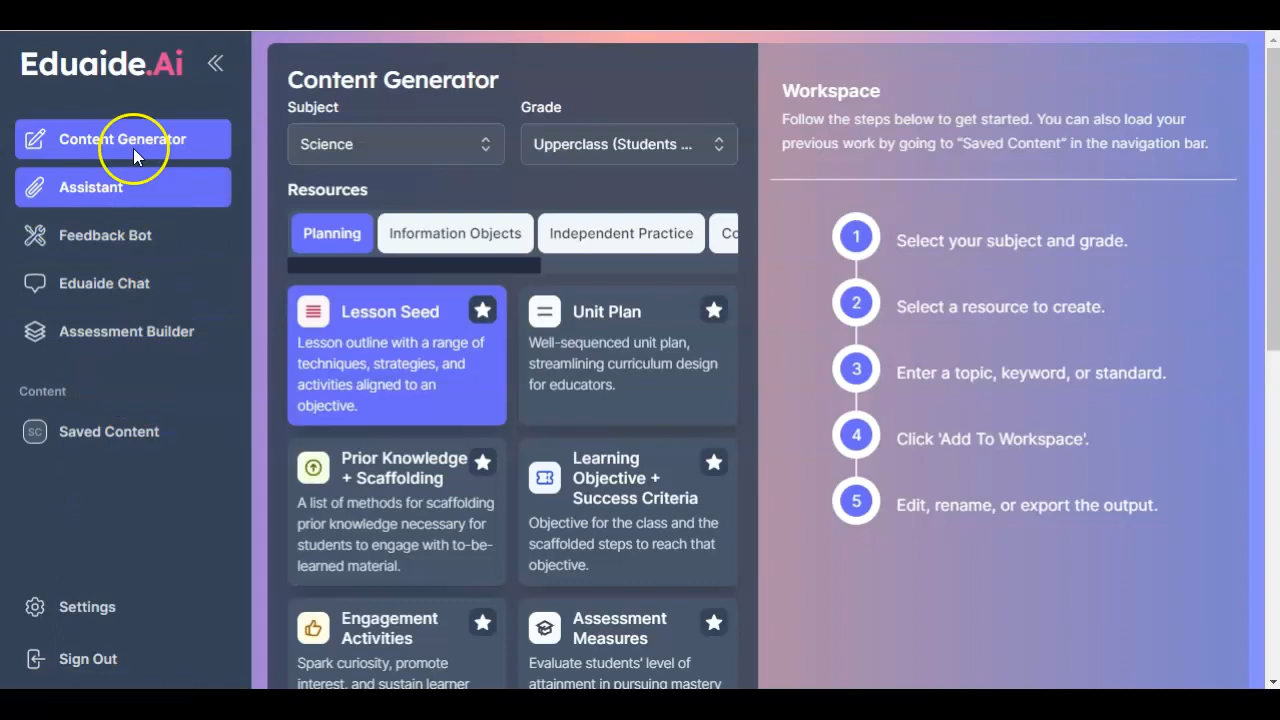 Eduaide.Ai
Content Generator
Assistant
Feedback Bot
Eduaide Chat
Assessment Builder
Content
SC
Saved Content
Settings
Sign Out
Content Generator
Subject
Grade
Science
Upperclass (Students ...
Resources
Planning
Information Objects
Independent Practice
Co
Lesson Seed
Lesson outline with a range of
techniques, strategies, and
activities aligned to an
objective.
Unit Plan
Well-sequenced unit plan,
streamlining curriculum design
for educators.
Prior Knowledge
+ Scaffolding
A list of methods for scaffolding
prior knowledge necessary for
students to engage with to-be-
learned material.
Learning
Objective +
Success Criteria
Objective for the class and the
scaffolded steps to reach that
objective.
Engagement
Activities
Spark curiosity, promote
interest, and sustain learner
Assessment
Measures
Evaluate students' level of
attainment in pursuing mastery
Workspace
Follow the steps below to get started. You can also load your
previous work by going to "Saved Content" in the navigation bar.
1 Select your subject and grade.
2 Select a resource to create.
3 Enter a topic, keyword, or standard.
4 Click 'Add To Workspace'.
5 Edit, rename, or export the output.